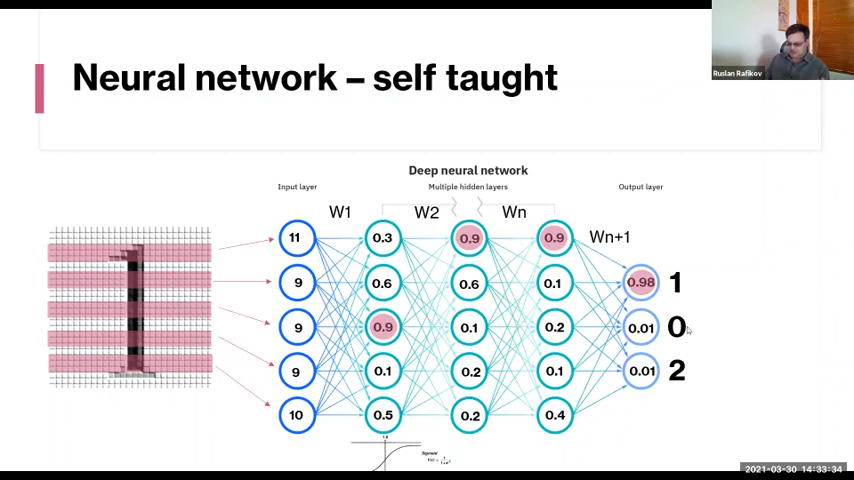 Ruslan Rafikov
Neural network – self taught
Deep neural network
Input layer
Multiple hidden layers
Output layer
W1
W2
Wn
Wn+1
11
0.3
0.9
0.9
9
0.6
0.6
0.1
0.98
1
9
0.9
0.1
0.2
0.01
0
9
0.1
0.2
0.1
0.01
2
10
0.5
0.2
0.4
Sigmoid
2021-03-30 14:33:34